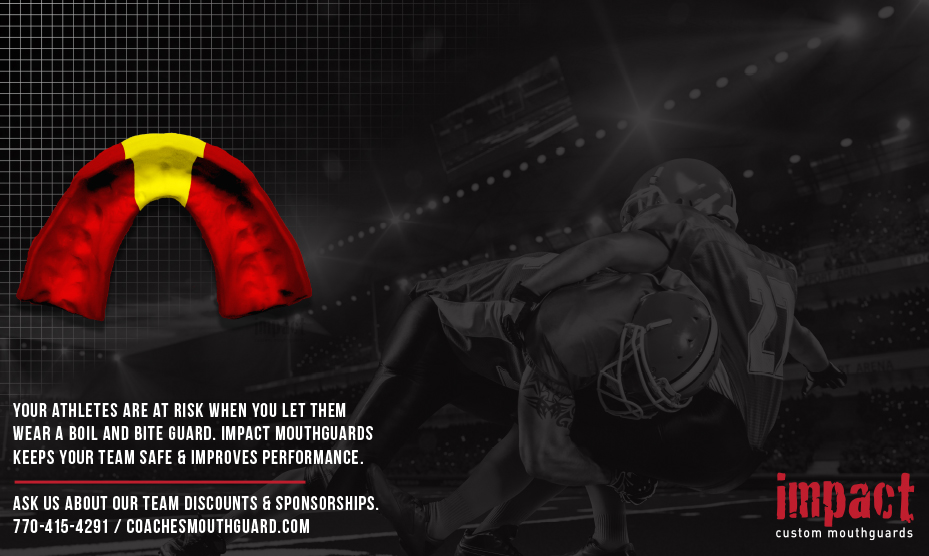 YOUR ATHLETES ARE AT RISK WHEN YOU LET THEM
WEAR A BOIL AND BITE GUARD. IMPACT MOUTHGUARDS
KEEPS YOUR TEAM SAFE & IMPROVES PERFORMANCE.
ASK US ABOUT OUR TEAM DISCOUNTS & SPONSORSHIPS.
770-415-4291 / COACHESMOUTHGUARD.COM
27
impact
custom mouthguards